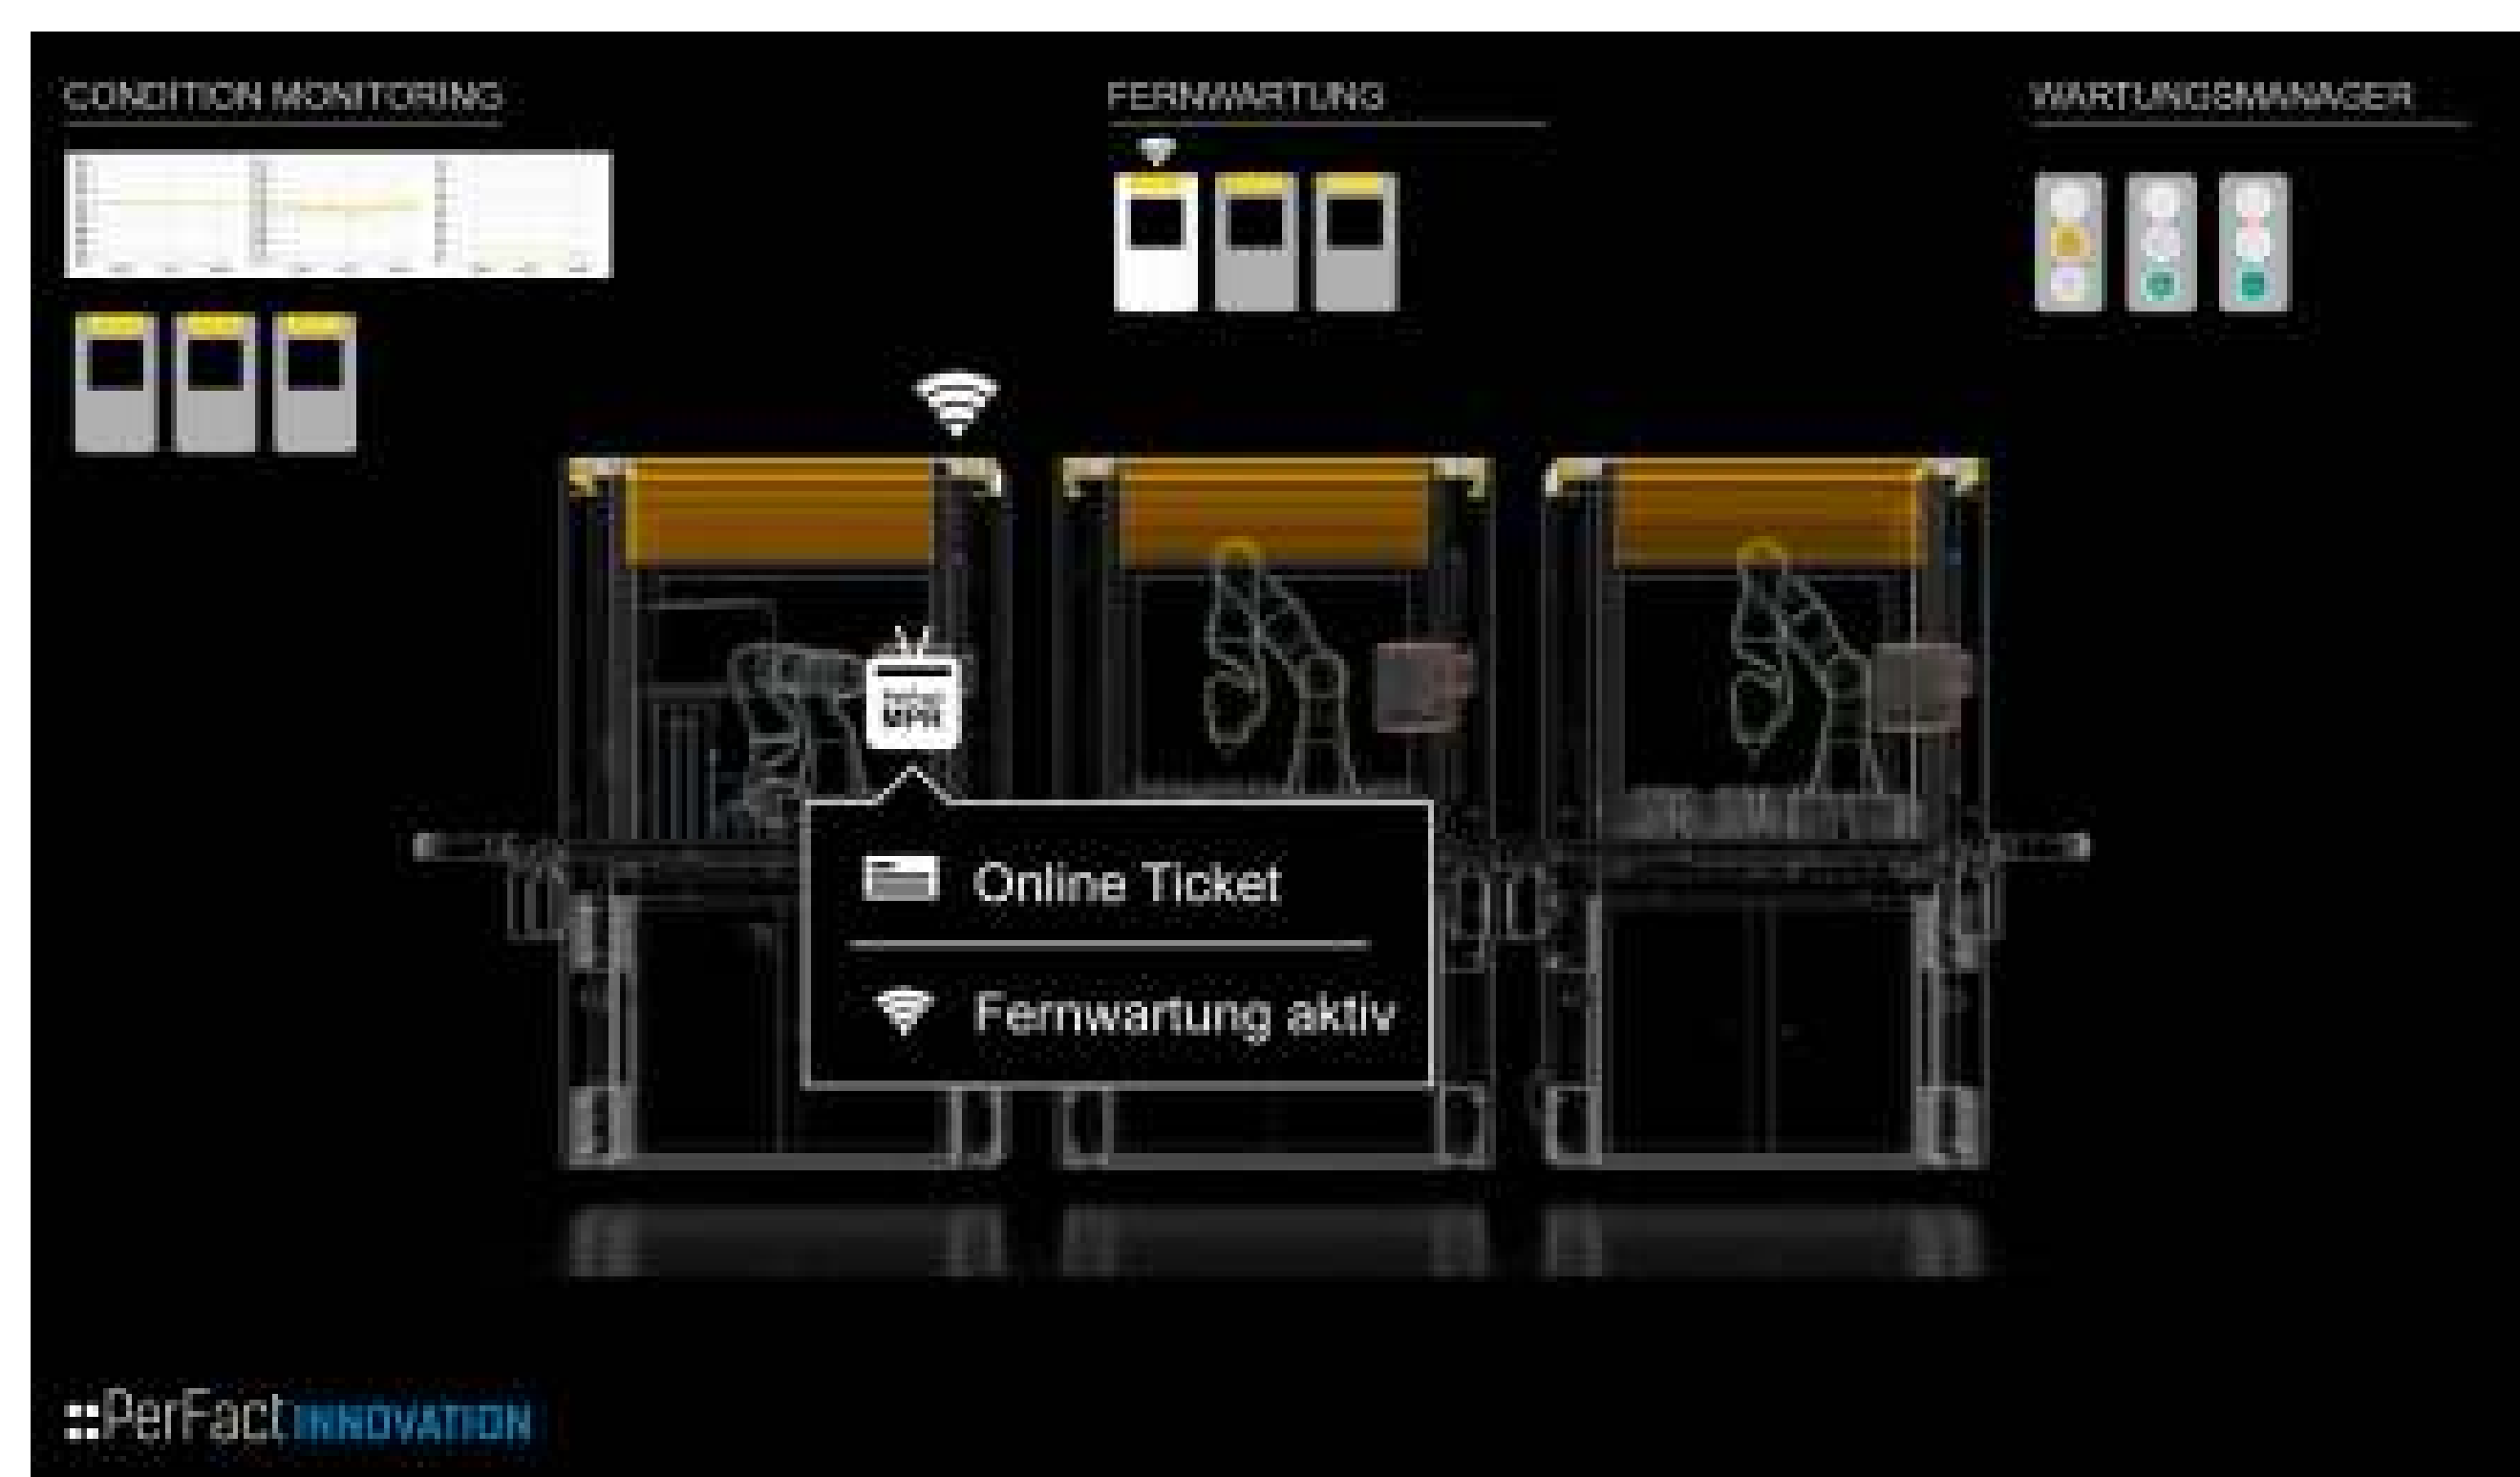 CONDITION MONITORING
FERNWARTUNG
WARTUNGSMANAGER
Online Ticket
Fernwartung aktiv
PerFact INNOVATION